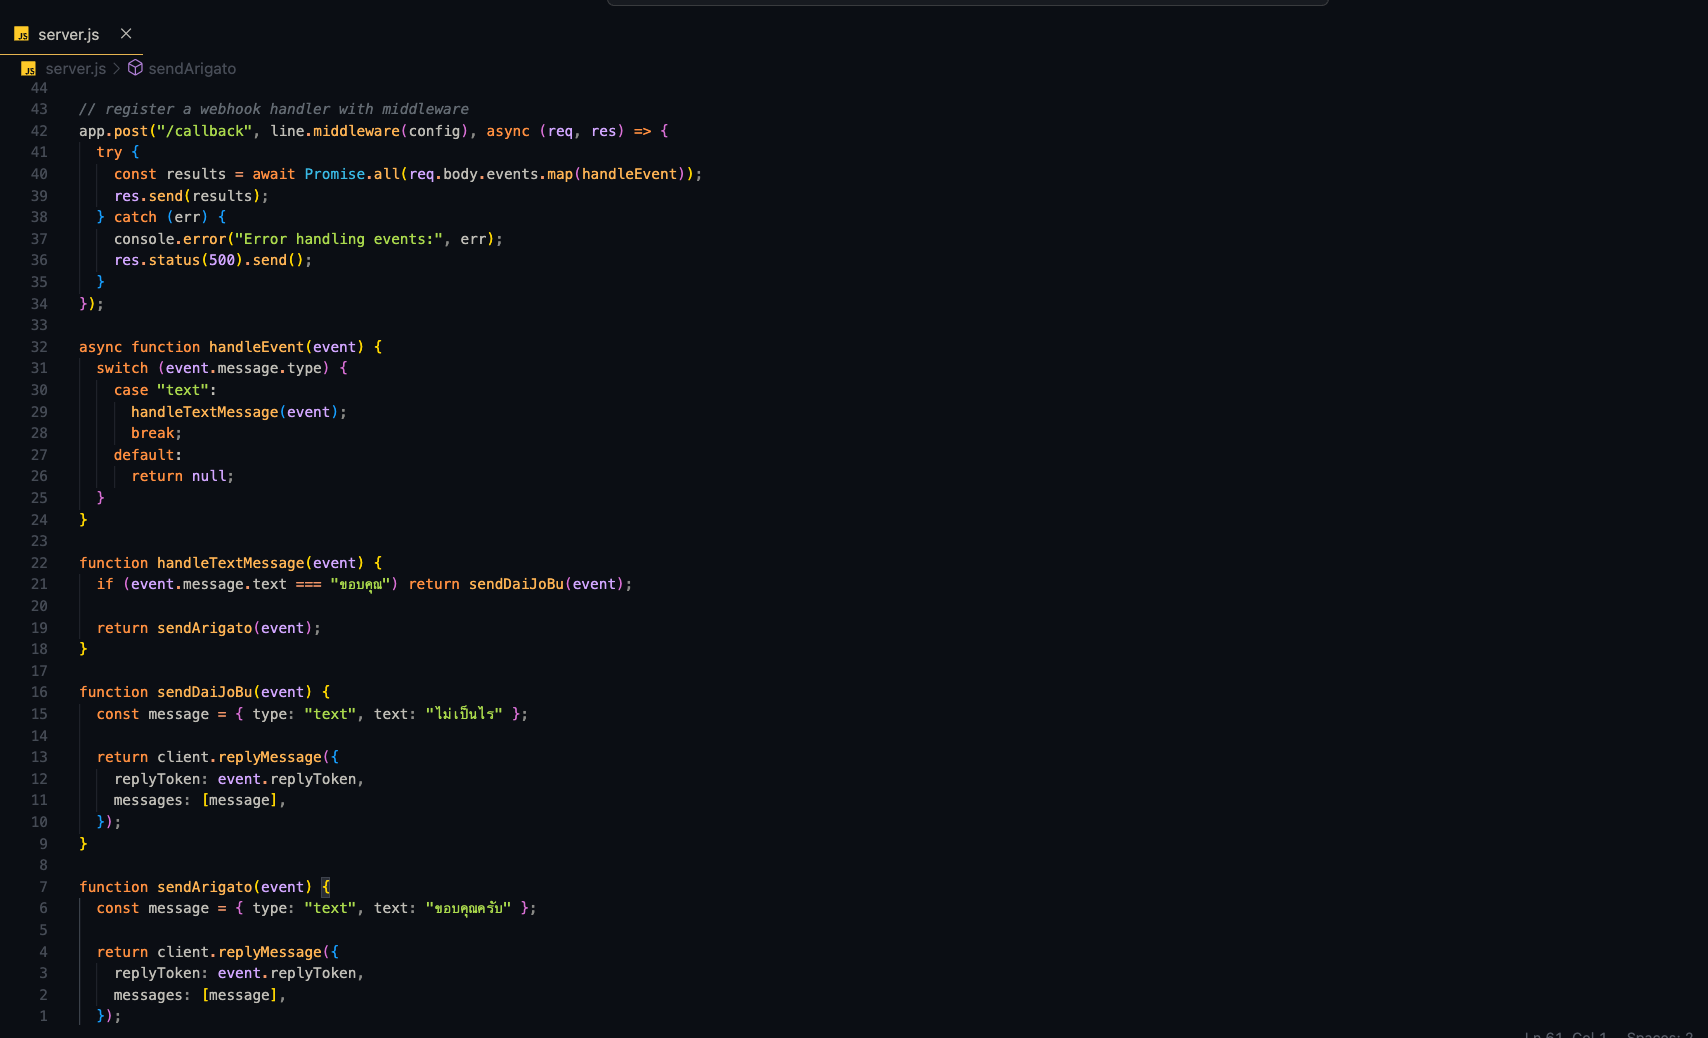 server.js
server.js > sendArigato
44
43 // register a webhook handler with middleware
42 app.post("/callback", line.middleware(config), async (req, res) => {
41   try {
40     const results = await Promise.all(req.body.events.map(handleEvent));
39     res.send(results);
38   } catch (err) {
37     console.error("Error handling events:", err);
36     res.status(500).send();
35   }
34 });
33
32 async function handleEvent(event) {
31   switch (event.message.type) {
30     case "text":
29       handleTextMessage(event);
28       break;
27     default:
26       return null;
25   }
24 }
23
22 function handleTextMessage(event) {
21   if (event.message.text === "ขอบคุณ") return sendDaiJoBu(event);
20
19   return sendArigato(event);
18 }
17
16 function sendDaiJoBu(event) {
15   const message = { type: "text", text: "ไม่เป็นไร" };
14
13   return client.replyMessage({
12     replyToken: event.replyToken,
11     messages: [message],
10   });
9 }
8
7 function sendArigato(event) {
6   const message = { type: "text", text: "ขอบคุณครับ" };
5
4   return client.replyMessage({
3     replyToken: event.replyToken,
2     messages: [message],
1   });
Ln 61, Col 1 Spaces: 2